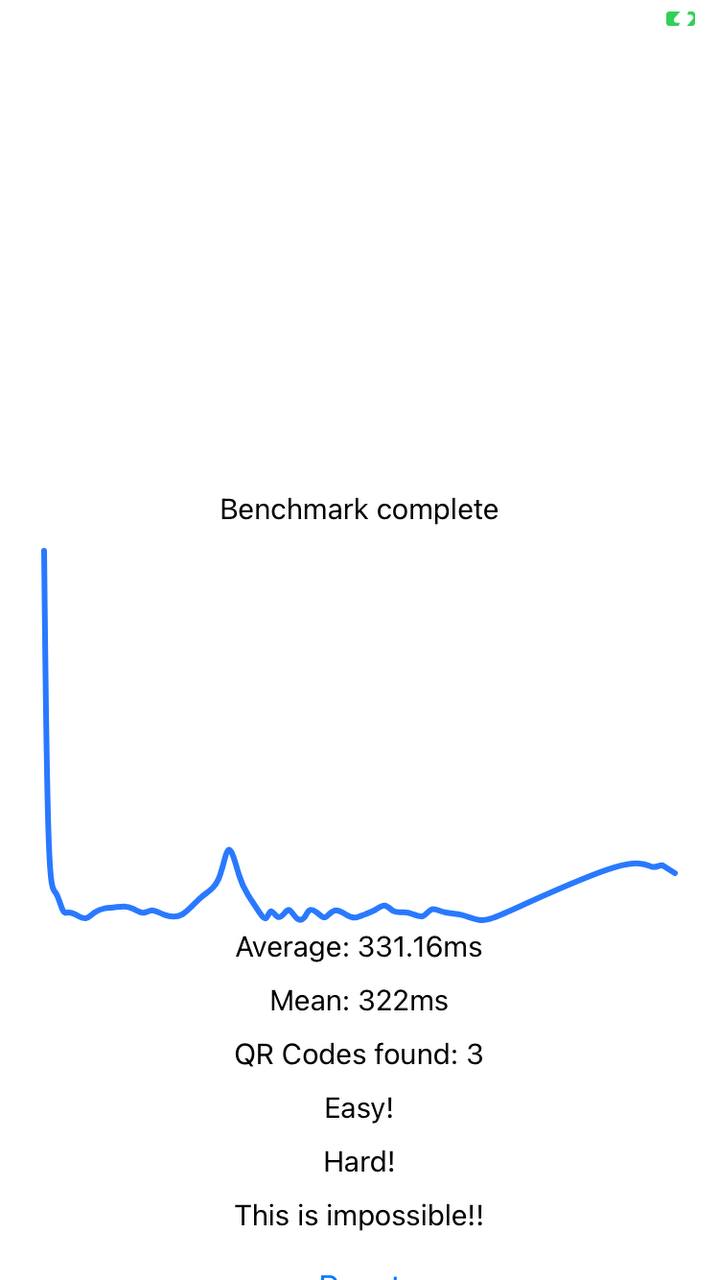 Benchmark complete
Average: 331.16ms
Mean: 322ms
QR Codes found: 3
Easy!
Hard!
This is impossible!!